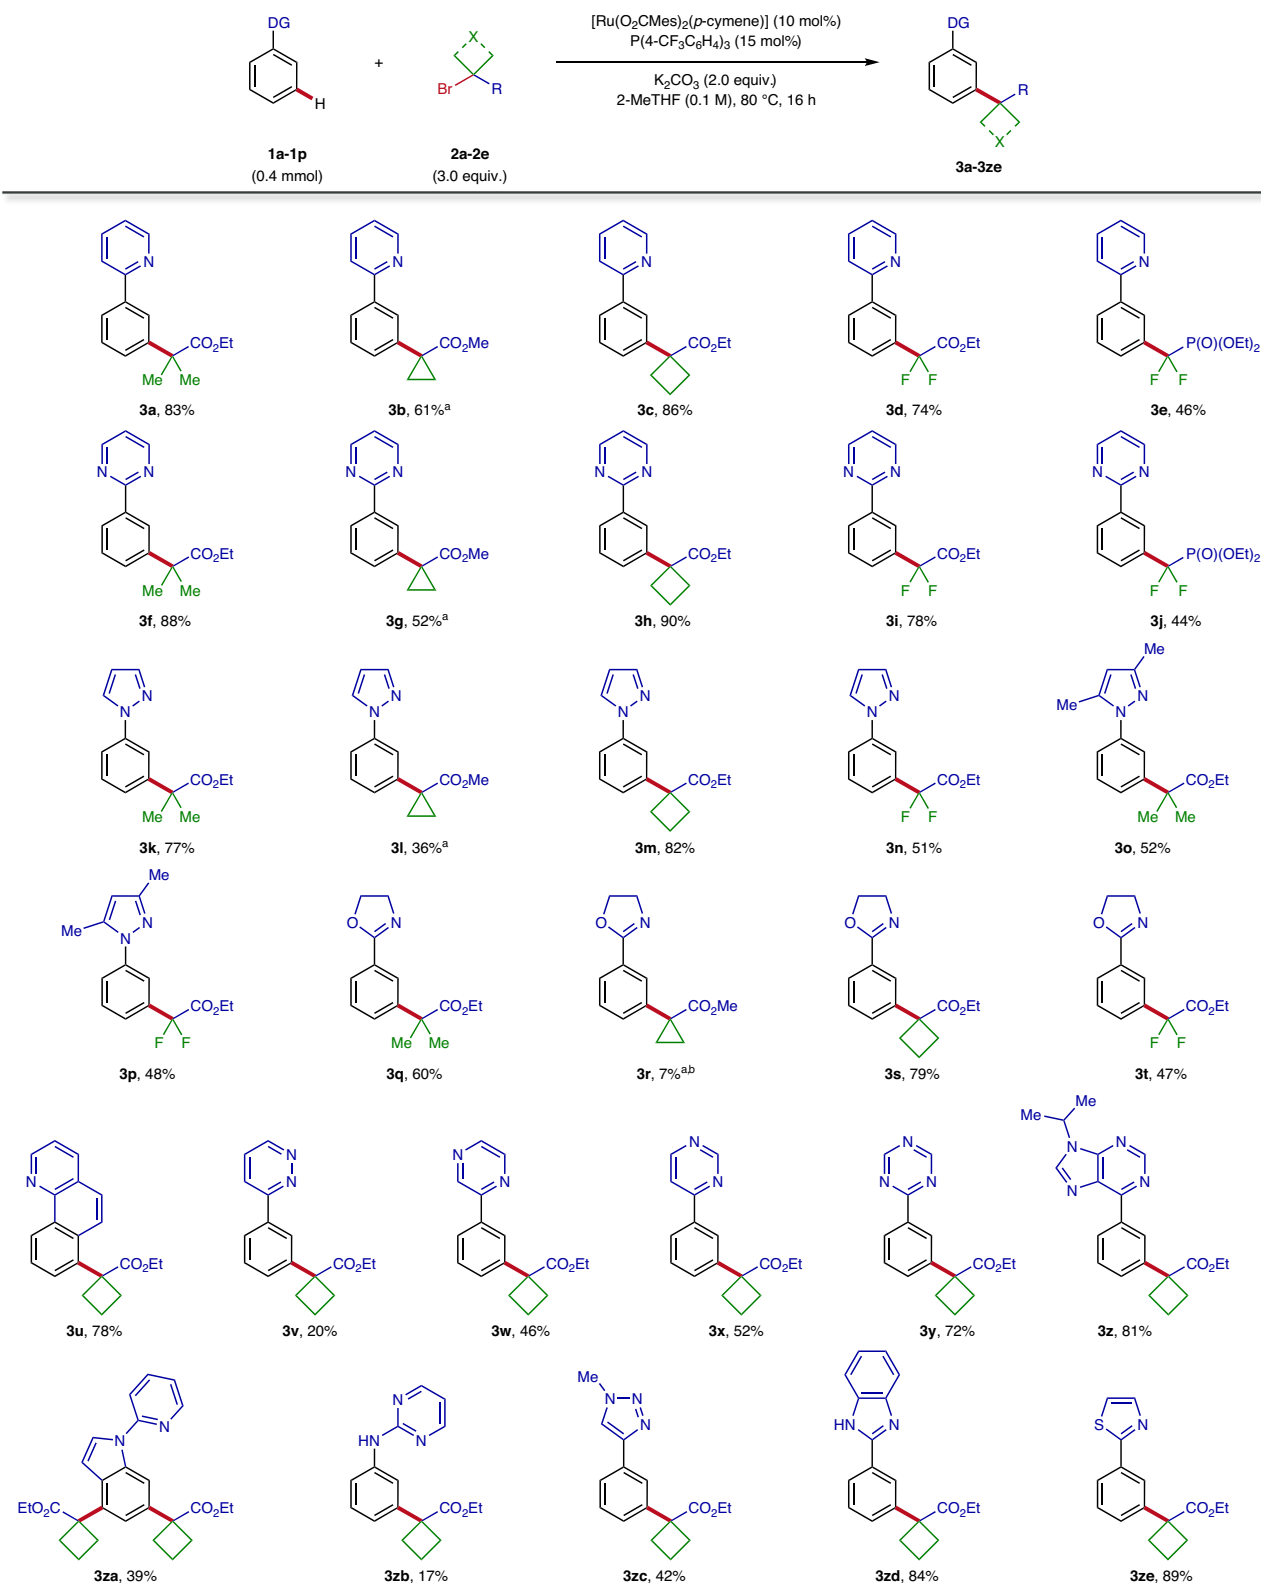 DG
H
+
X
Br R
[Ru(O₂CMes)₂(p-cymene)] (10 mol%)
P(4-CF₃C₆H₄)₃ (15 mol%)
K₂CO₃ (2.0 equiv.)
2-MeTHF (0.1 M), 80 °C, 16 h
DG
R
X
1a-1p
(0.4 mmol)
2a-2e
(3.0 equiv.)
3a-3ze
N N N N N
CO₂Et CO₂Me CO₂Et CO₂Et P(O)(OEt)₂
Me Me F F F F
3a, 83% 3b, 61%ᵃ 3c, 86% 3d, 74% 3e, 46%
N N N N N N N N N N
CO₂Et CO₂Me CO₂Et CO₂Et P(O)(OEt)₂
Me Me F F F F
3f, 88% 3g, 52%ᵃ 3h, 90% 3i, 78% 3j, 44%
Me
N N N N Me N
N N N N N
CO₂Et CO₂Me CO₂Et CO₂Et CO₂Et
Me Me F F Me Me
3k, 77% 3l, 36%ᵃ 3m, 82% 3n, 51% 3o, 52%
Me
Me N O N O N O N O N
N
CO₂Et CO₂Et CO₂Me CO₂Et CO₂Et
F F Me Me F F
3p, 48% 3q, 60% 3r, 7%ᵃ,ᵇ 3s, 79% 3t, 47%
Me Me
N N N N N N
N N N N N N
N
CO₂Et CO₂Et CO₂Et CO₂Et CO₂Et CO₂Et
3u, 78% 3v, 20% 3w, 46% 3x, 52% 3y, 72% 3z, 81%
Me
N N N N
N N HN N S N
N HN N
EtO₂C CO₂Et CO₂Et CO₂Et CO₂Et CO₂Et
3za, 39% 3zb, 17% 3zc, 42% 3zd, 84% 3ze, 89%